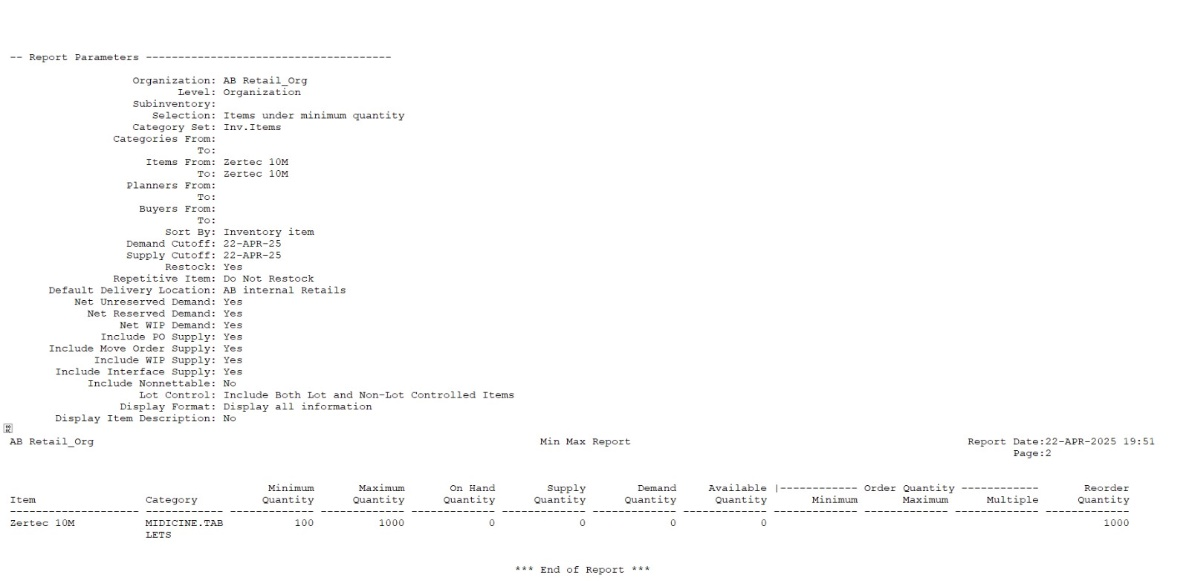 -- Report Parameters --------------------------------------
Organization: AB Retail_Org
Level: Organization
Subinventory:
Selection: Items under minimum quantity
Category Set: Inv.Items
Categories From:
To:
Items From: Zertec 10M
To: Zertec 10M
Planners From:
To:
Buyers From:
To:
Sort By: Inventory item
Demand Cutoff: 22-APR-25
Supply Cutoff: 22-APR-25
Restock: Yes
Repetitive Item: Do Not Restock
Default Delivery Location: AB internal Retails
Net Unreserved Demand: Yes
Net Reserved Demand: Yes
Net WIP Demand: Yes
Include PO Supply: Yes
Include Move Order Supply: Yes
Include WIP Supply: Yes
Include Interface Supply: Yes
Include Nonnettable: No
Lot Control: Include Both Lot and Non-Lot Controlled Items
Display Format: Display all information
Display Item Description: No
AB Retail_Org Min Max Report Report Date:22-APR-2025 19:51
Page:2
Minimum Maximum On Hand Supply Demand Available |------------ Order Quantity ------------ Reorder
Item Category Quantity Quantity Quantity Quantity Quantity Quantity Minimum Maximum Multiple Quantity
Zertec 10M MIDICINE.TAB 100 1000 0 0 0 0 1000
LETS
*** End of Report ***